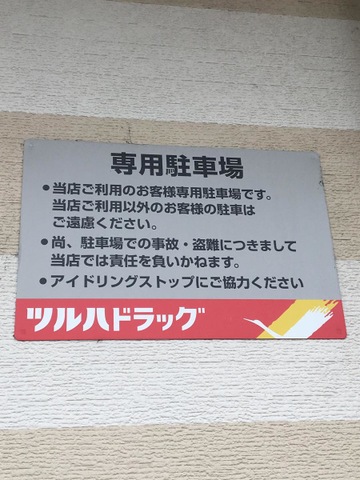 専用駐車場
●当店ご利用のお客様専用駐車場です。
当店ご利用以外のお客様の駐車は
ご遠慮ください。
●尚、駐車場での事故・盗難につきまして
当店では責任を負いかねます。
●アイドリングストップにご協力ください
ツルハドラッグ